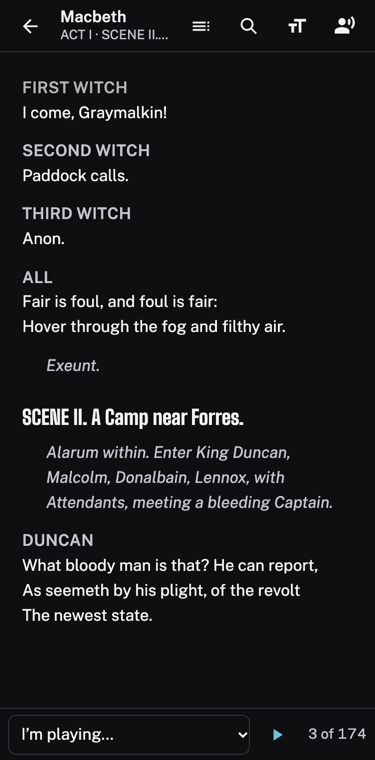 Macbeth
ACT I · SCENE II....
FIRST WITCH
I come, Graymalkin!
SECOND WITCH
Paddock calls.
THIRD WITCH
Anon.
ALL
Fair is foul, and foul is fair:
Hover through the fog and filthy air.
Exeunt.
SCENE II. A Camp near Forres.
Alarum within. Enter King Duncan,
Malcolm, Donalbain, Lennox, with
Attendants, meeting a bleeding Captain.
DUNCAN
What bloody man is that? He can report,
As seemeth by his plight, of the revolt
The newest state.
I'm playing...
3 of 174